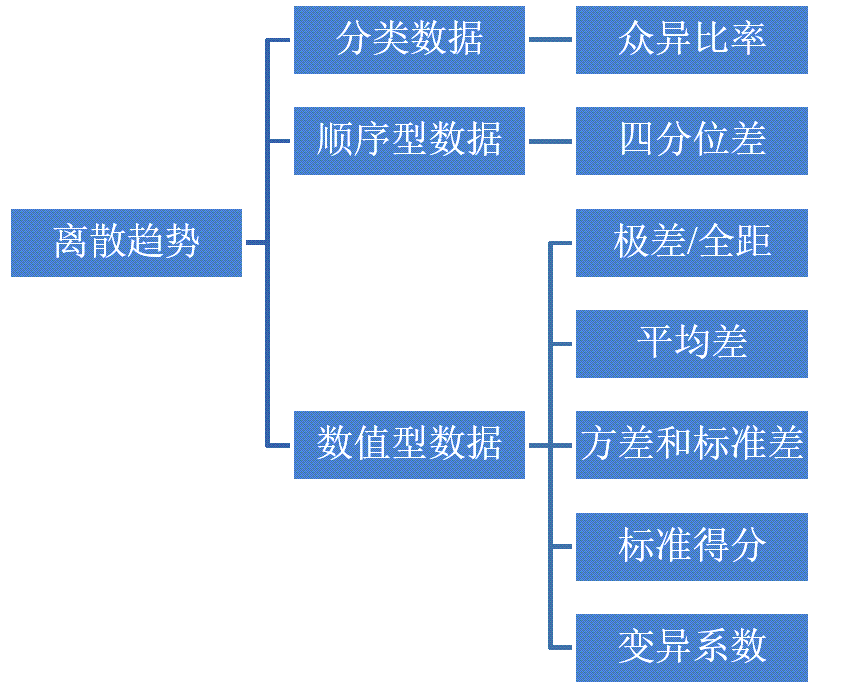 离散趋势
分类数据
众异比率
顺序型数据
四分位差
数值型数据
极差/全距
平均差
方差和标准差
标准得分
变异系数